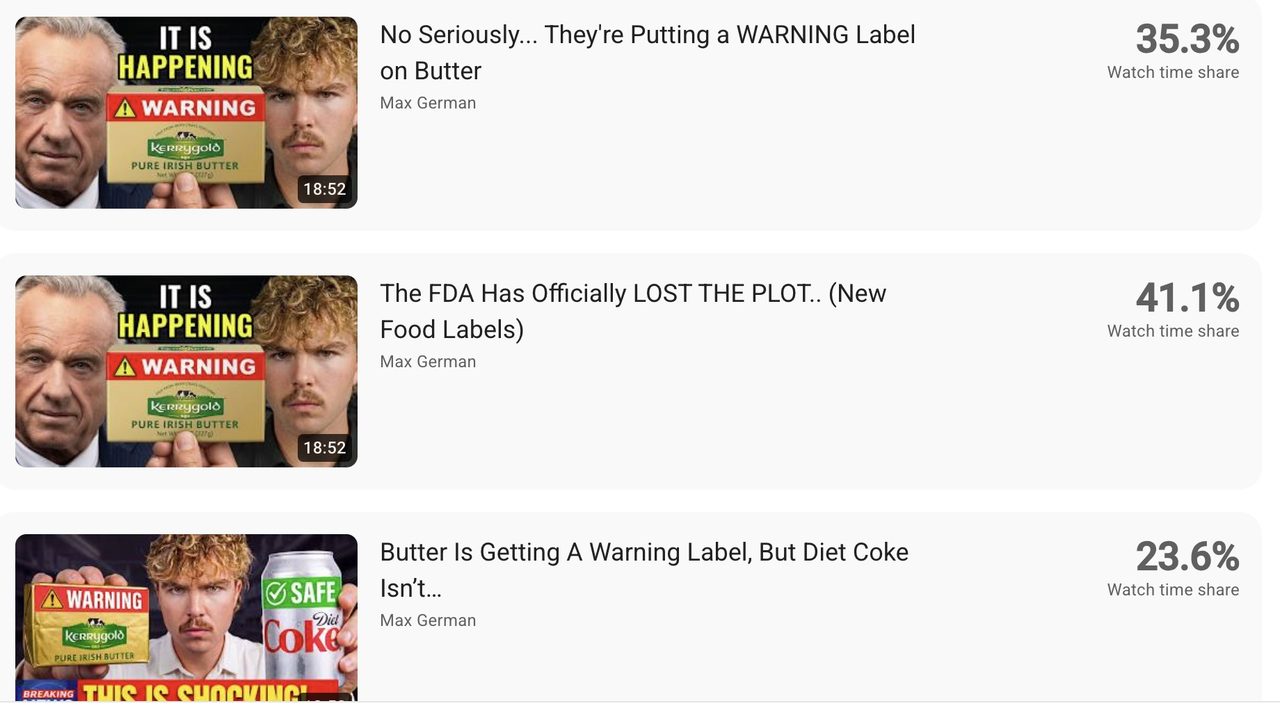 IT IS
HAPPENING
WARNING
Kerrygold
PURE IRISH BUTTER
18:52
No Seriously... They're Putting a WARNING Label
on Butter
Max German
35.3%
Watch time share
IT IS
HAPPENING
WARNING
Kerrygold
PURE IRISH BUTTER
18:52
The FDA Has Officially LOST THE PLOT.. (New
Food Labels)
Max German
41.1%
Watch time share
WARNING
Kerrygold
PURE IRISH BUTTER
SAFE
Diet
Coke
BREAKING
THIS IS SHOCKING!
Butter Is Getting A Warning Label, But Diet Coke
Isn’t...
Max German
23.6%
Watch time share